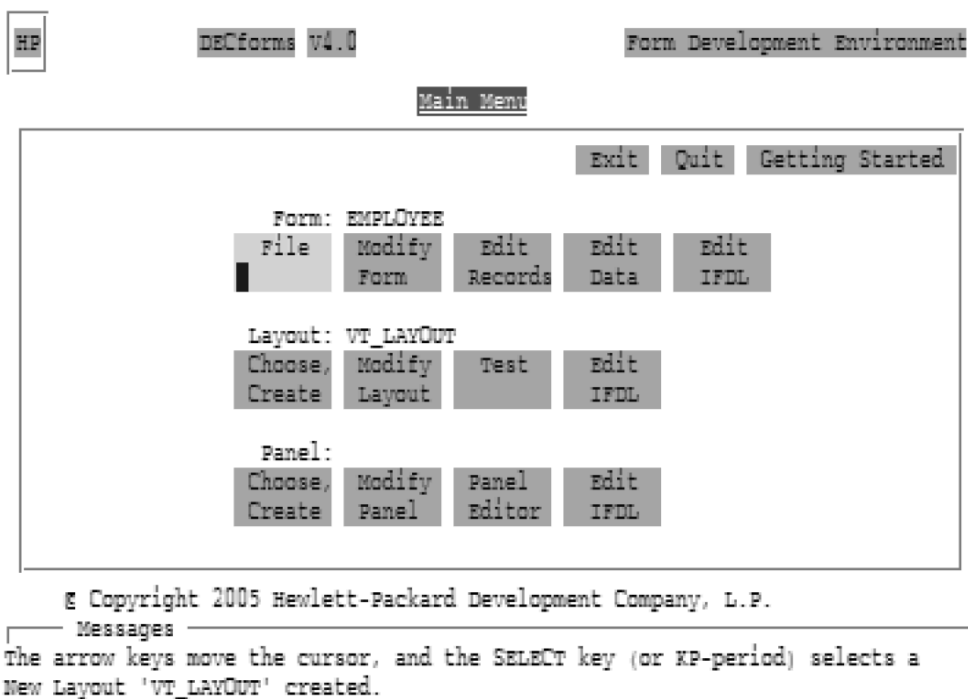 HP DECforms V4.0 Form Development Environment
Main Menu
Exit Quit Getting Started
Form: EMPLOYEE
File Modify Edit Edit Edit
Form Records Data IFDL
Layout: VT_LAYOUT
Choose, Modify Test Edit
Create Layout IFDL
Panel:
Choose, Modify Panel Edit
Create Panel Editor IFDL
Copyright 2005 Hewlett-Packard Development Company, L.P.
Messages
The arrow keys move the cursor, and the SELECT key (or KP-period) selects a
New Layout 'VT_LAYOUT' created.